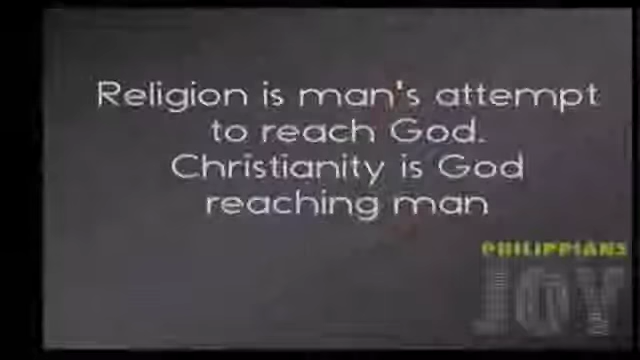 Religion is man's attempt
to reach God.
Christianity is God
reaching man
PHILIPPIANS
JOY